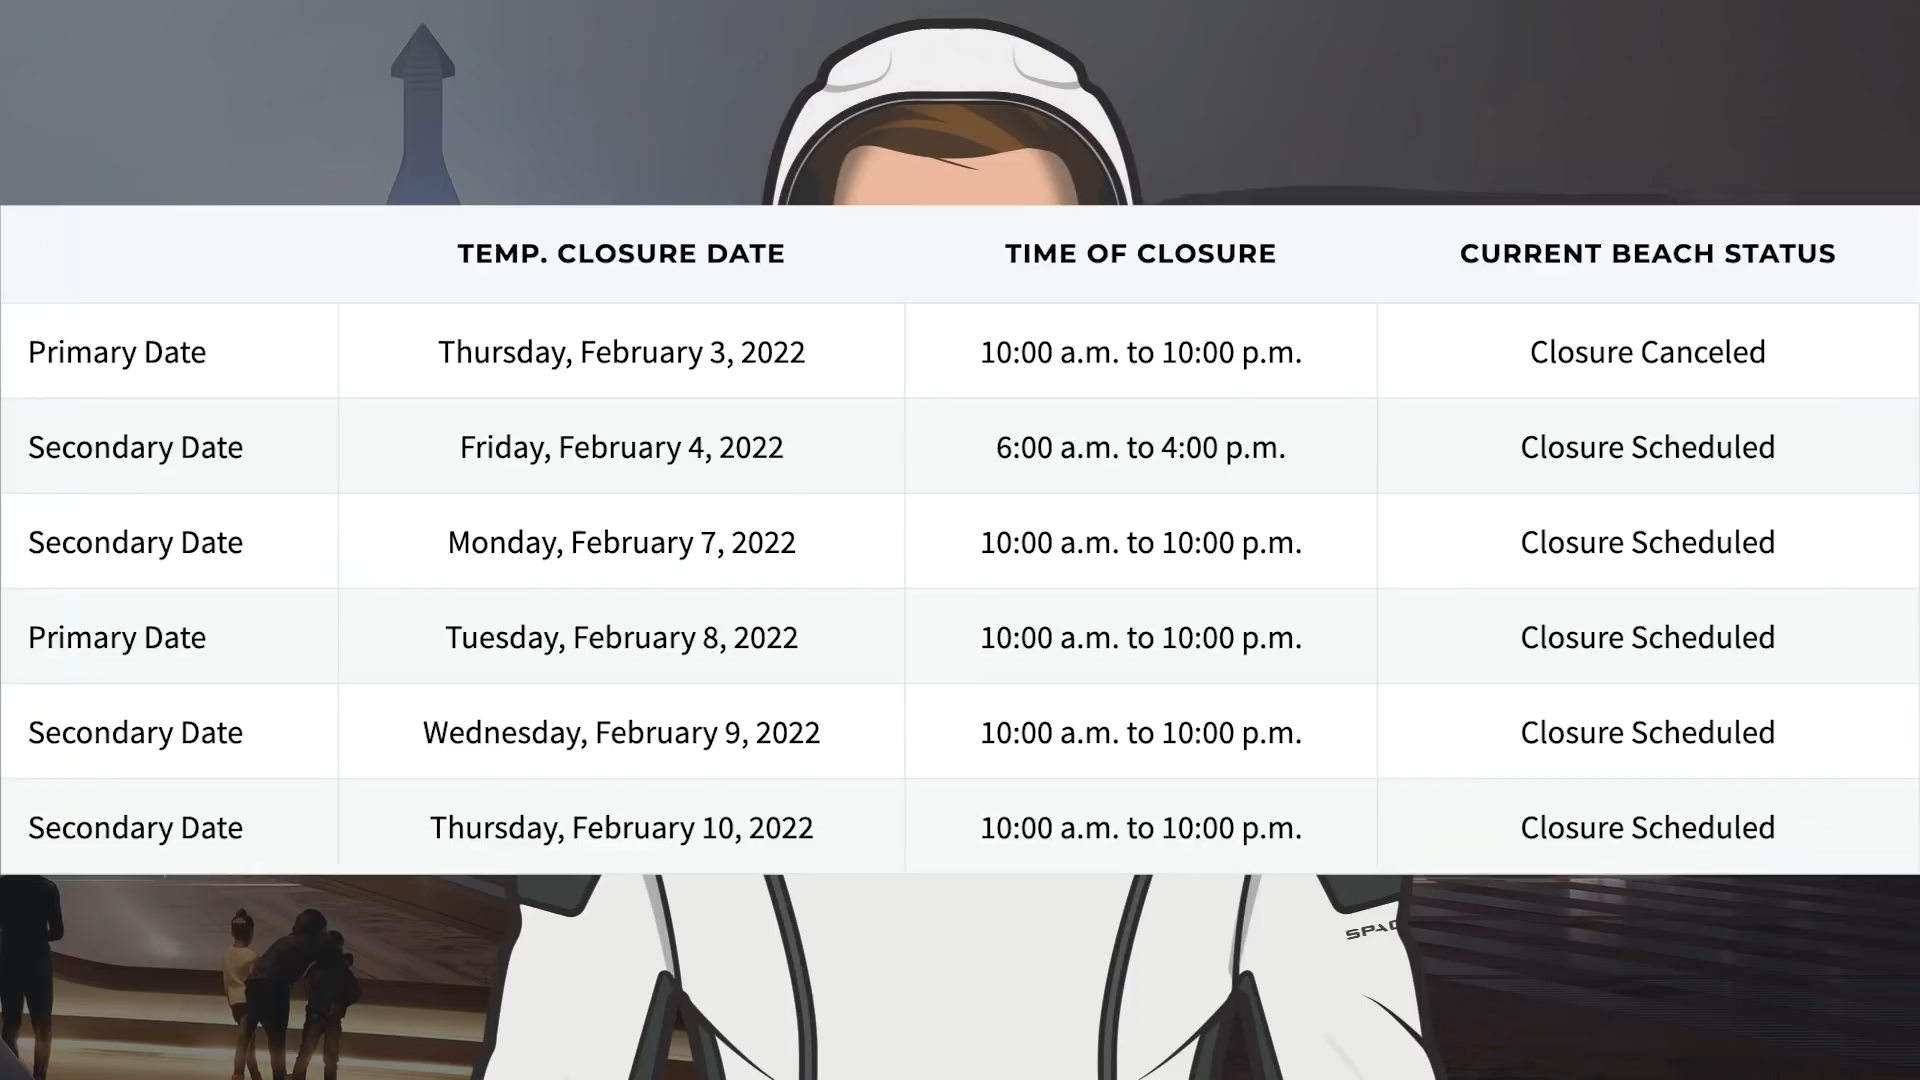 TEMP. CLOSURE DATE TIME OF CLOSURE CURRENT BEACH STATUS
Primary Date Thursday, February 3, 2022 10:00 a.m. to 10:00 p.m. Closure Canceled
Secondary Date Friday, February 4, 2022 6:00 a.m. to 4:00 p.m. Closure Scheduled
Secondary Date Monday, February 7, 2022 10:00 a.m. to 10:00 p.m. Closure Scheduled
Primary Date Tuesday, February 8, 2022 10:00 a.m. to 10:00 p.m. Closure Scheduled
Secondary Date Wednesday, February 9, 2022 10:00 a.m. to 10:00 p.m. Closure Scheduled
Secondary Date Thursday, February 10, 2022 10:00 a.m. to 10:00 p.m. Closure Scheduled
SPAC